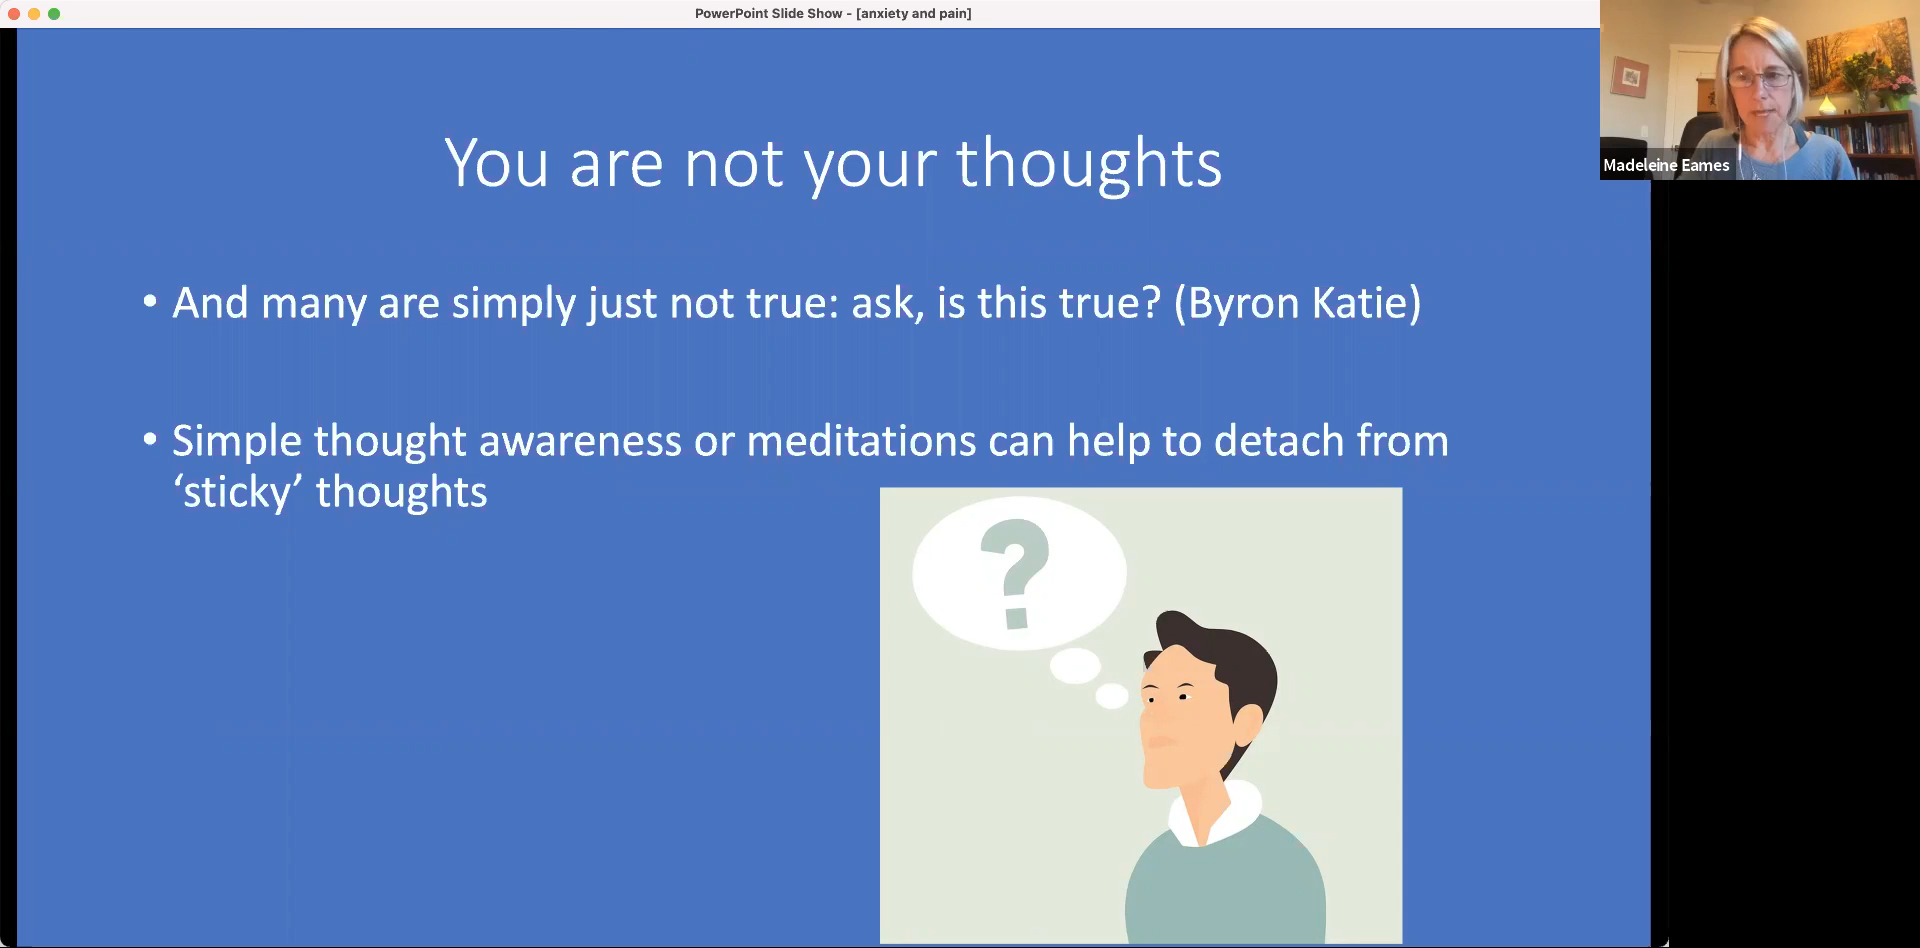 PowerPoint Slide Show - [anxiety and pain]
Madeleine Eames
You are not your thoughts
• And many are simply just not true: ask, is this true? (Byron Katie)
• Simple thought awareness or meditations can help to detach from
‘sticky’ thoughts
?